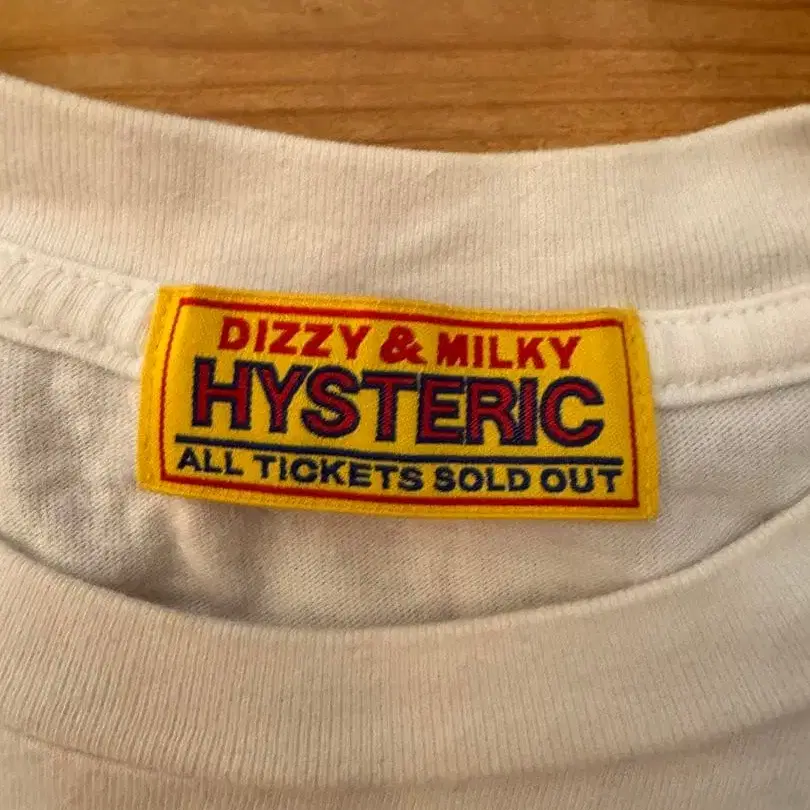 DIZZY & MILKY
HYSTERIC
ALL TICKETS SOLD OUT